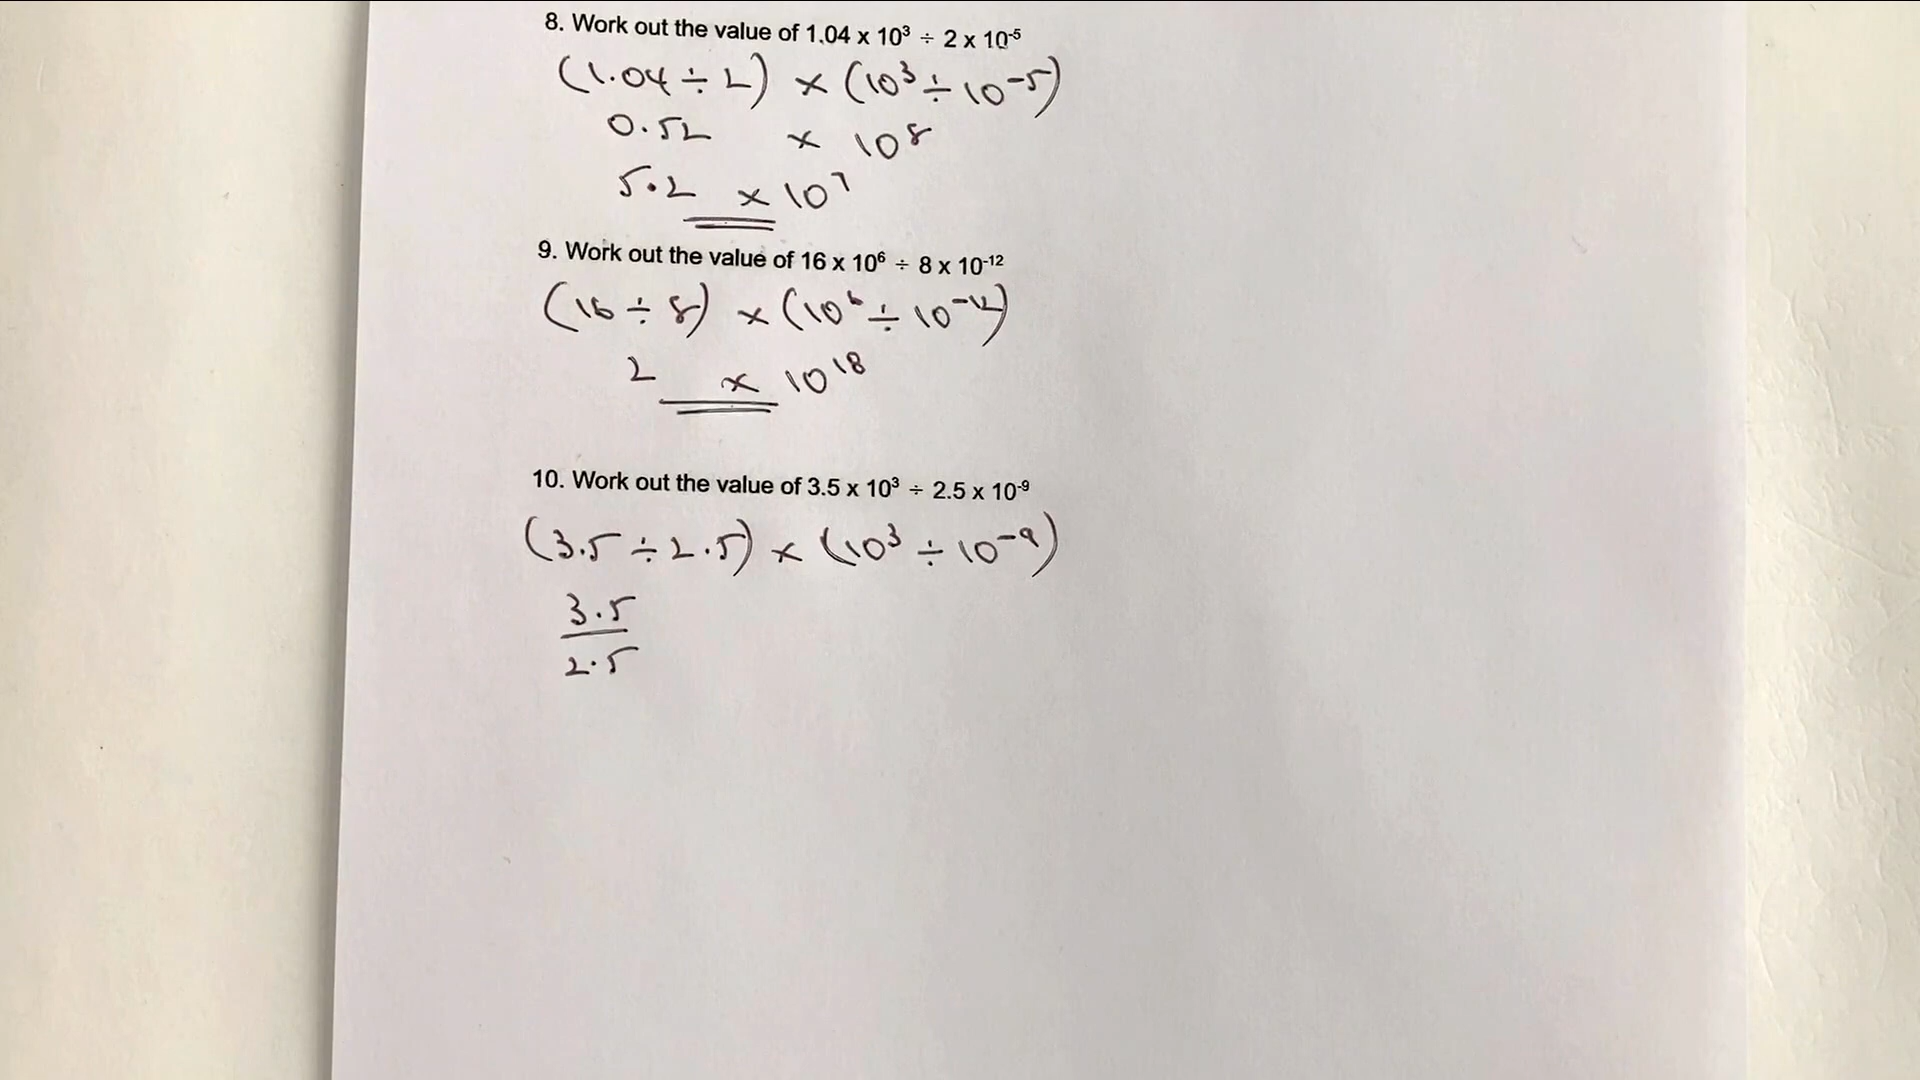 8. Work out the value of 1.04 x 10³ ÷ 2 x 10⁻⁵
(1.04 ÷ 2) × (10³ ÷ 10⁻⁵)
0.52 × 10⁸
5.2 × 10⁷
9. Work out the value of 16 x 10⁶ ÷ 8 x 10⁻¹²
(16 ÷ 8) × (10⁶ ÷ 10⁻¹²)
2 × 10¹⁸
10. Work out the value of 3.5 x 10³ ÷ 2.5 x 10⁻⁹
(3.5 ÷ 2.5) × (10³ ÷ 10⁻⁹)
3.5
2.5